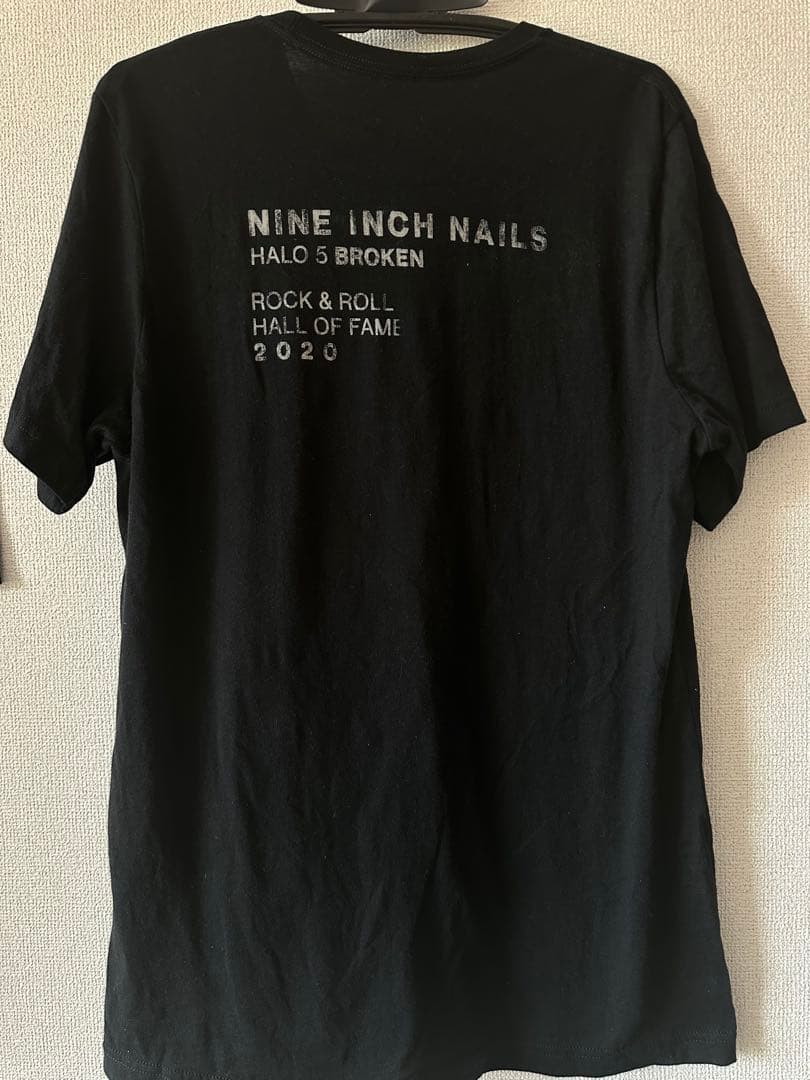 NINE INCH NAILS
HALO 5 BROKEN
ROCK & ROLL
HALL OF FAME
2020